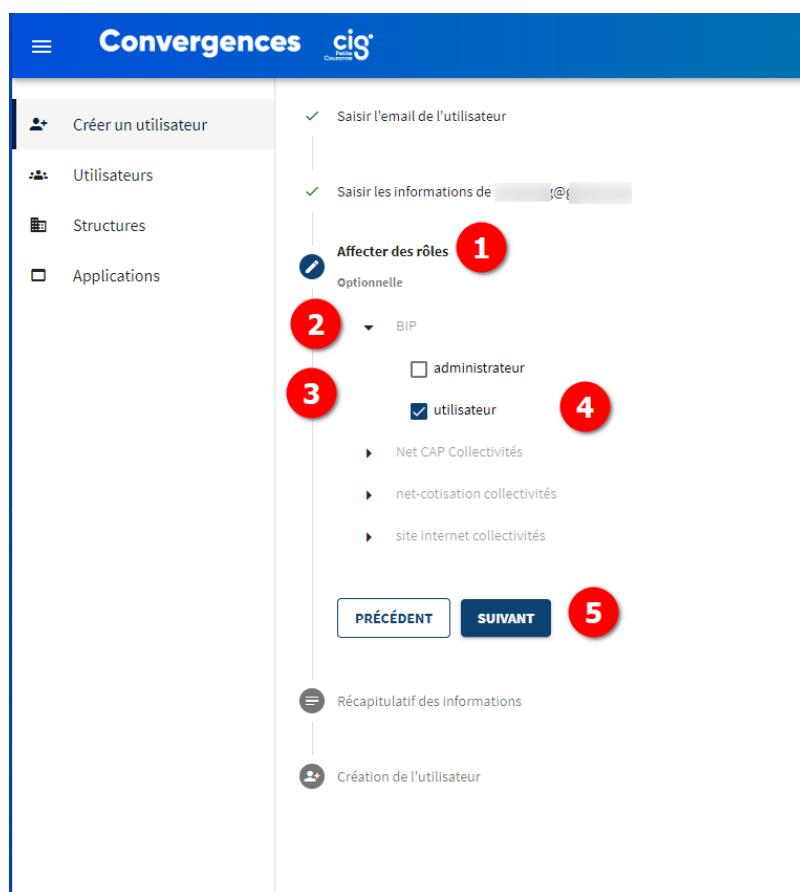 Convergences cig
Petite
Couronne
Créer un utilisateur
Utilisateurs
Structures
Applications
Saisir l'email de l'utilisateur
Saisir les informations de
Affecter des rôles 1
Optionnelle
2 BIP
administrateur
3
utilisateur 4
Net CAP Collectivités
net-cotisation collectivités
site internet collectivités
PRÉCÉDENT SUIVANT 5
Récapitulatif des informations
Création de l'utilisateur